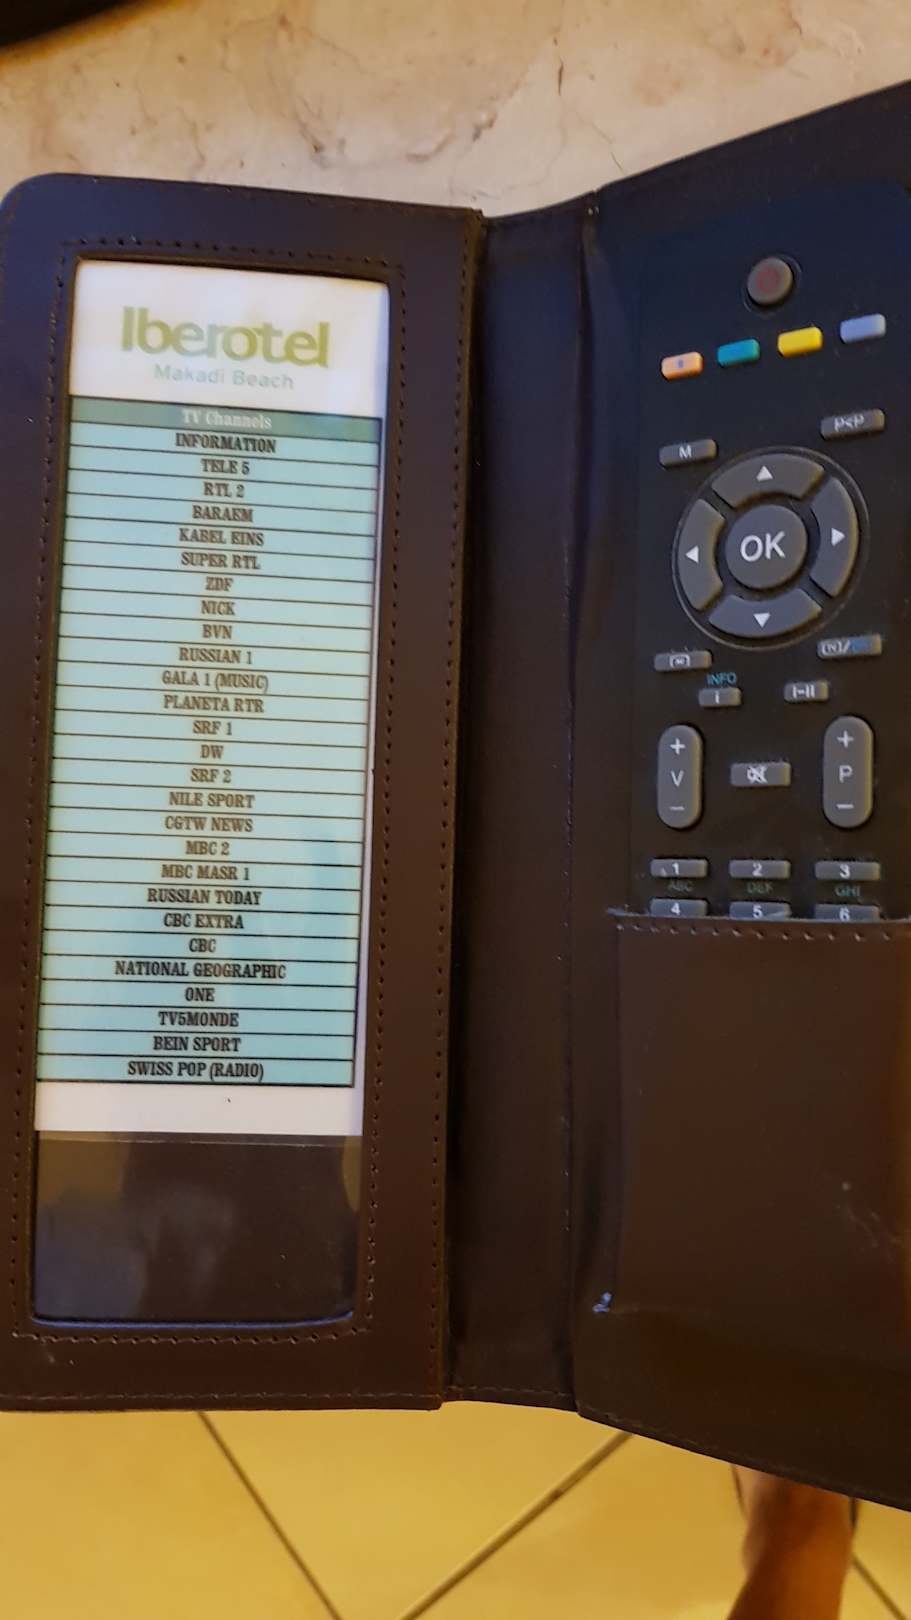 Iberotel
Makadi Beach
TV Channels
INFORMATION
TELE 5
RTL 2
BARAEM
KABEL EINS
SUPER RTL
ZDF
NICK
BVN
RUSSIAN 1
GALA 1 (MUSIC)
PLANETA RTR
SRF 1
DW
SRF 2
NILE SPORT
CGTW NEWS
MBC 2
MBC MASR 1
RUSSIAN TODAY
CBC EXTRA
CBC
NATIONAL GEOGRAPHIC
ONE
TV5MONDE
BEIN SPORT
SWISS POP (RADIO)
P<P
M
OK
INFO
i
I-II
+ +
V P
- -
1 2 3
ABC DEF GHI
4 5 6